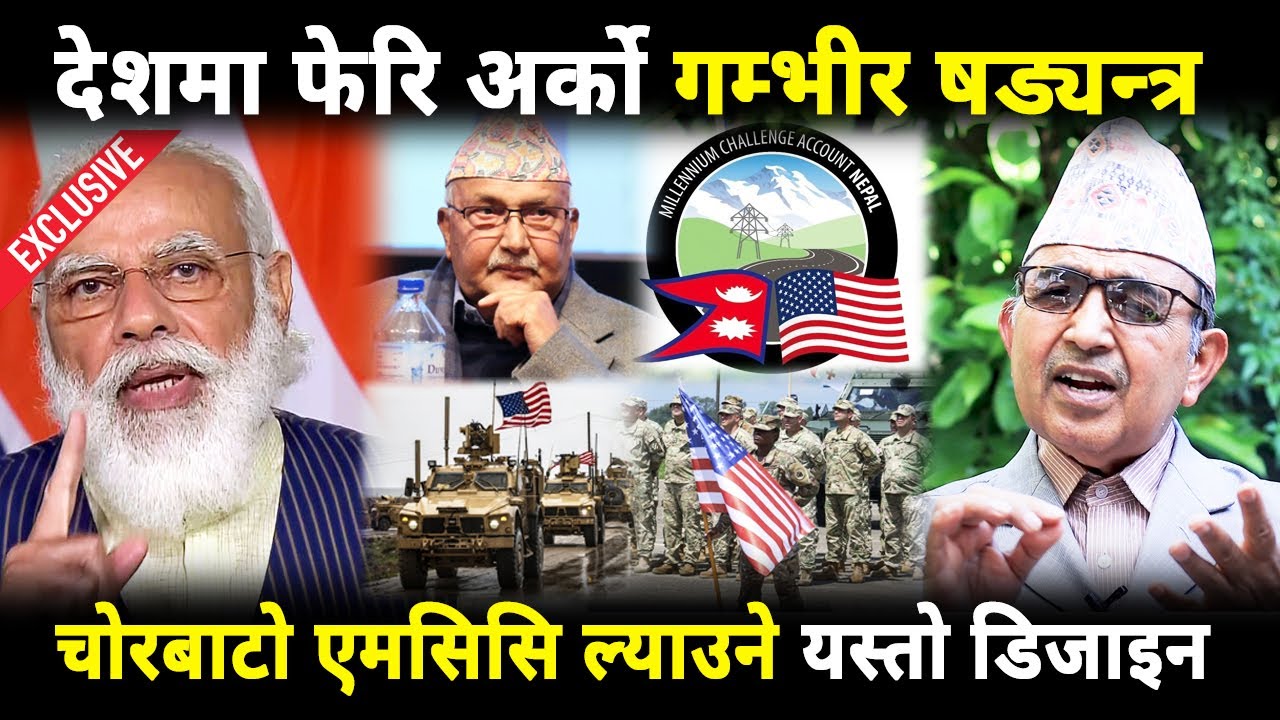 देशमा फेरि अर्को गम्भीर षड्यन्त्र
EXCLUSIVE
MILLENNIUM CHALLENGE ACCOUNT NEPAL
चोरबाटो एमसिसि ल्याउने यस्तो डिजाइन